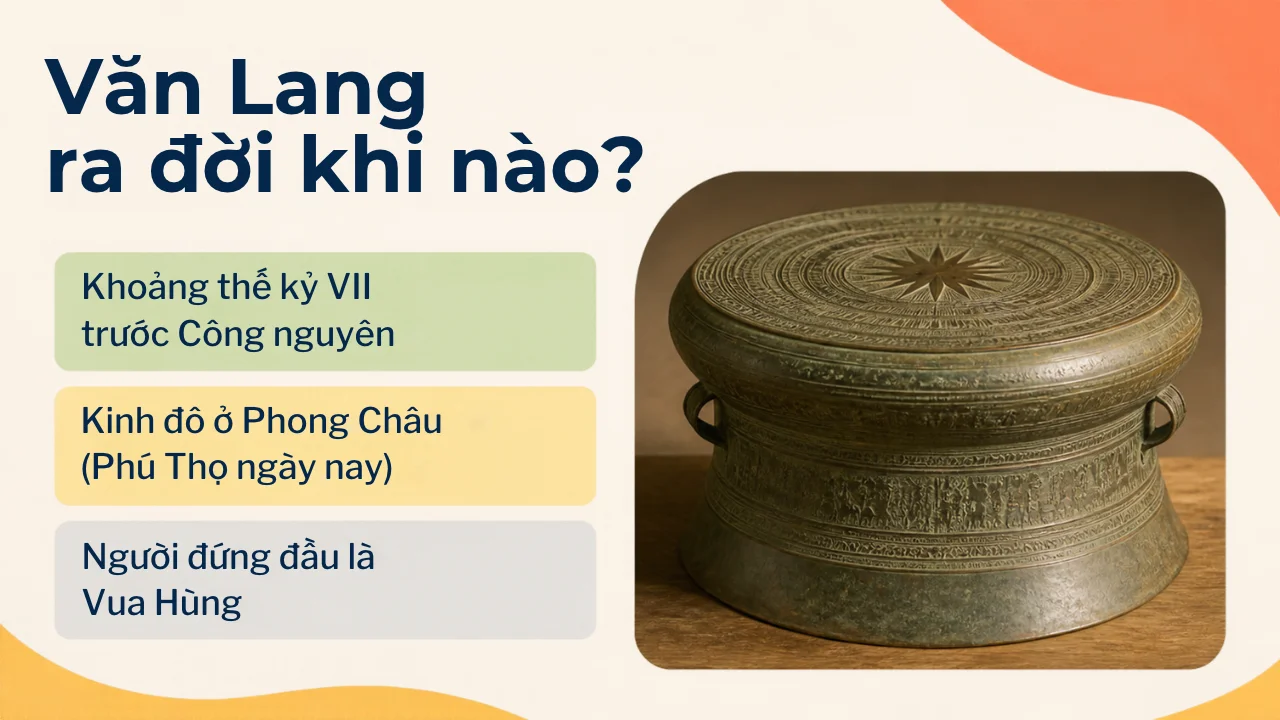 Văn Lang
ra đời khi nào?
Khoảng thế kỷ VII
trước Công nguyên
Kinh đô ở Phong Châu
(Phú Thọ ngày nay)
Người đứng đầu là
Vua Hùng